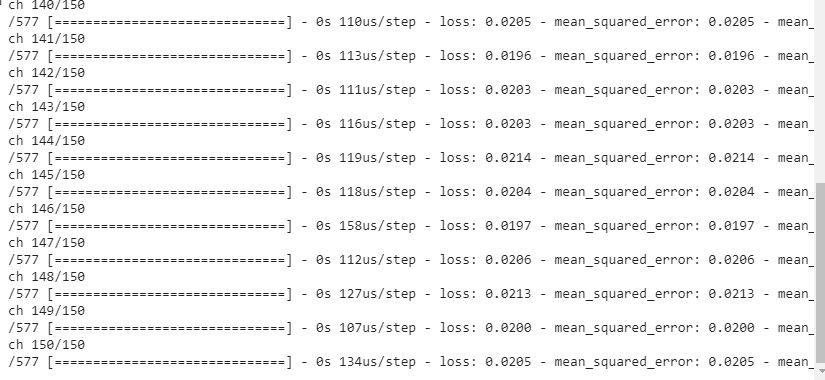 ch 140/150
/577 [==============================] - 0s 110us/step - loss: 0.0205 - mean_squared_error: 0.0205 - mean_
ch 141/150
/577 [==============================] - 0s 113us/step - loss: 0.0196 - mean_squared_error: 0.0196 - mean_
ch 142/150
/577 [==============================] - 0s 111us/step - loss: 0.0203 - mean_squared_error: 0.0203 - mean_
ch 143/150
/577 [==============================] - 0s 116us/step - loss: 0.0203 - mean_squared_error: 0.0203 - mean_
ch 144/150
/577 [==============================] - 0s 119us/step - loss: 0.0214 - mean_squared_error: 0.0214 - mean_
ch 145/150
/577 [==============================] - 0s 118us/step - loss: 0.0204 - mean_squared_error: 0.0204 - mean_
ch 146/150
/577 [==============================] - 0s 158us/step - loss: 0.0197 - mean_squared_error: 0.0197 - mean_
ch 147/150
/577 [==============================] - 0s 112us/step - loss: 0.0206 - mean_squared_error: 0.0206 - mean_
ch 148/150
/577 [==============================] - 0s 127us/step - loss: 0.0213 - mean_squared_error: 0.0213 - mean_
ch 149/150
/577 [==============================] - 0s 107us/step - loss: 0.0200 - mean_squared_error: 0.0200 - mean_
ch 150/150
/577 [==============================] - 0s 134us/step - loss: 0.0205 - mean_squared_error: 0.0205 - mean_